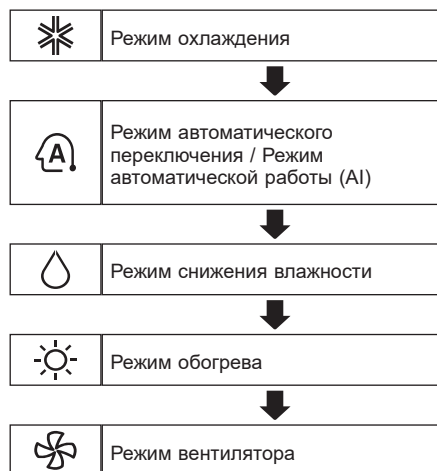 Режим охлаждения
A
Режим автоматического
переключения / Режим
автоматической работы (AI)
Режим снижения влажности
Режим обогрева
Режим вентилятора